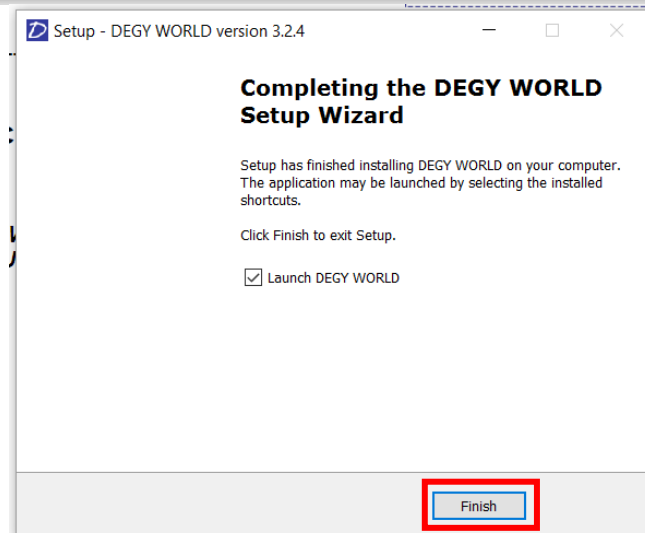 Setup - DEGY WORLD version 3.2.4
Completing the DEGY WORLD
Setup Wizard
Setup has finished installing DEGY WORLD on your computer.
The application may be launched by selecting the installed
shortcuts.
Click Finish to exit Setup.
Launch DEGY WORLD
Finish